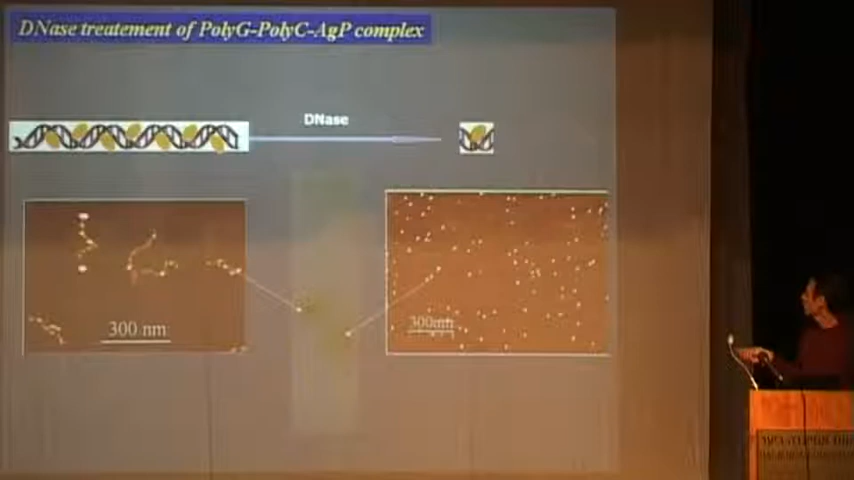 DNase treatement of PolyG-PolyC-AgP complex
DNase
300 nm
300nm